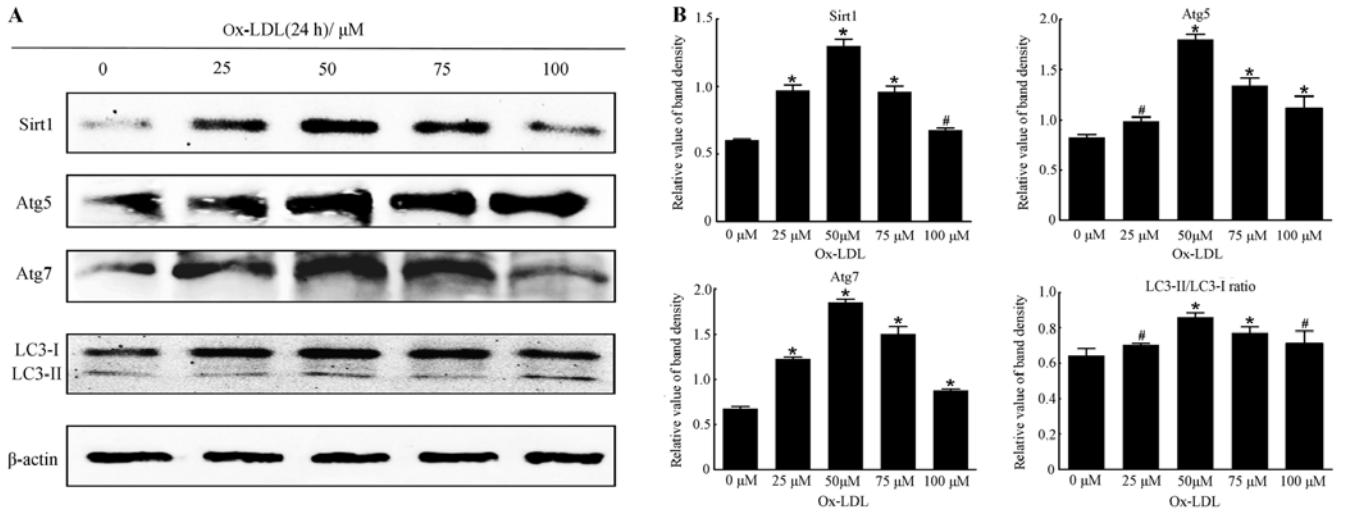 A
Ox-LDL(24 h)/ μM
0 25 50 75 100
Sirt1
Atg5
Atg7
LC3-I
LC3-II
β-actin
B
Sirt1
Relative value of band density
1.5
*
*
*
#
1.0
0.5
0
0 μM 25 μM 50μM 75 μM 100 μM
Ox-LDL
Atg5
Relative value of band density
2.0
*
*
*
#
1.5
1.0
0.5
0
0 μM 25 μM 50μM 75 μM 100 μM
Ox-LDL
Atg7
Relative value of band density
2.0
*
*
*
*
1.5
1.0
0.5
0
0 μM 25 μM 50μM 75 μM 100 μM
Ox-LDL
LC3-II/LC3-I ratio
Relative value of band density
1.0
#
*
*
#
0.8
0.6
0.4
0.2
0
0 μM 25 μM 50μM 75 μM 100 μM
Ox-LDL